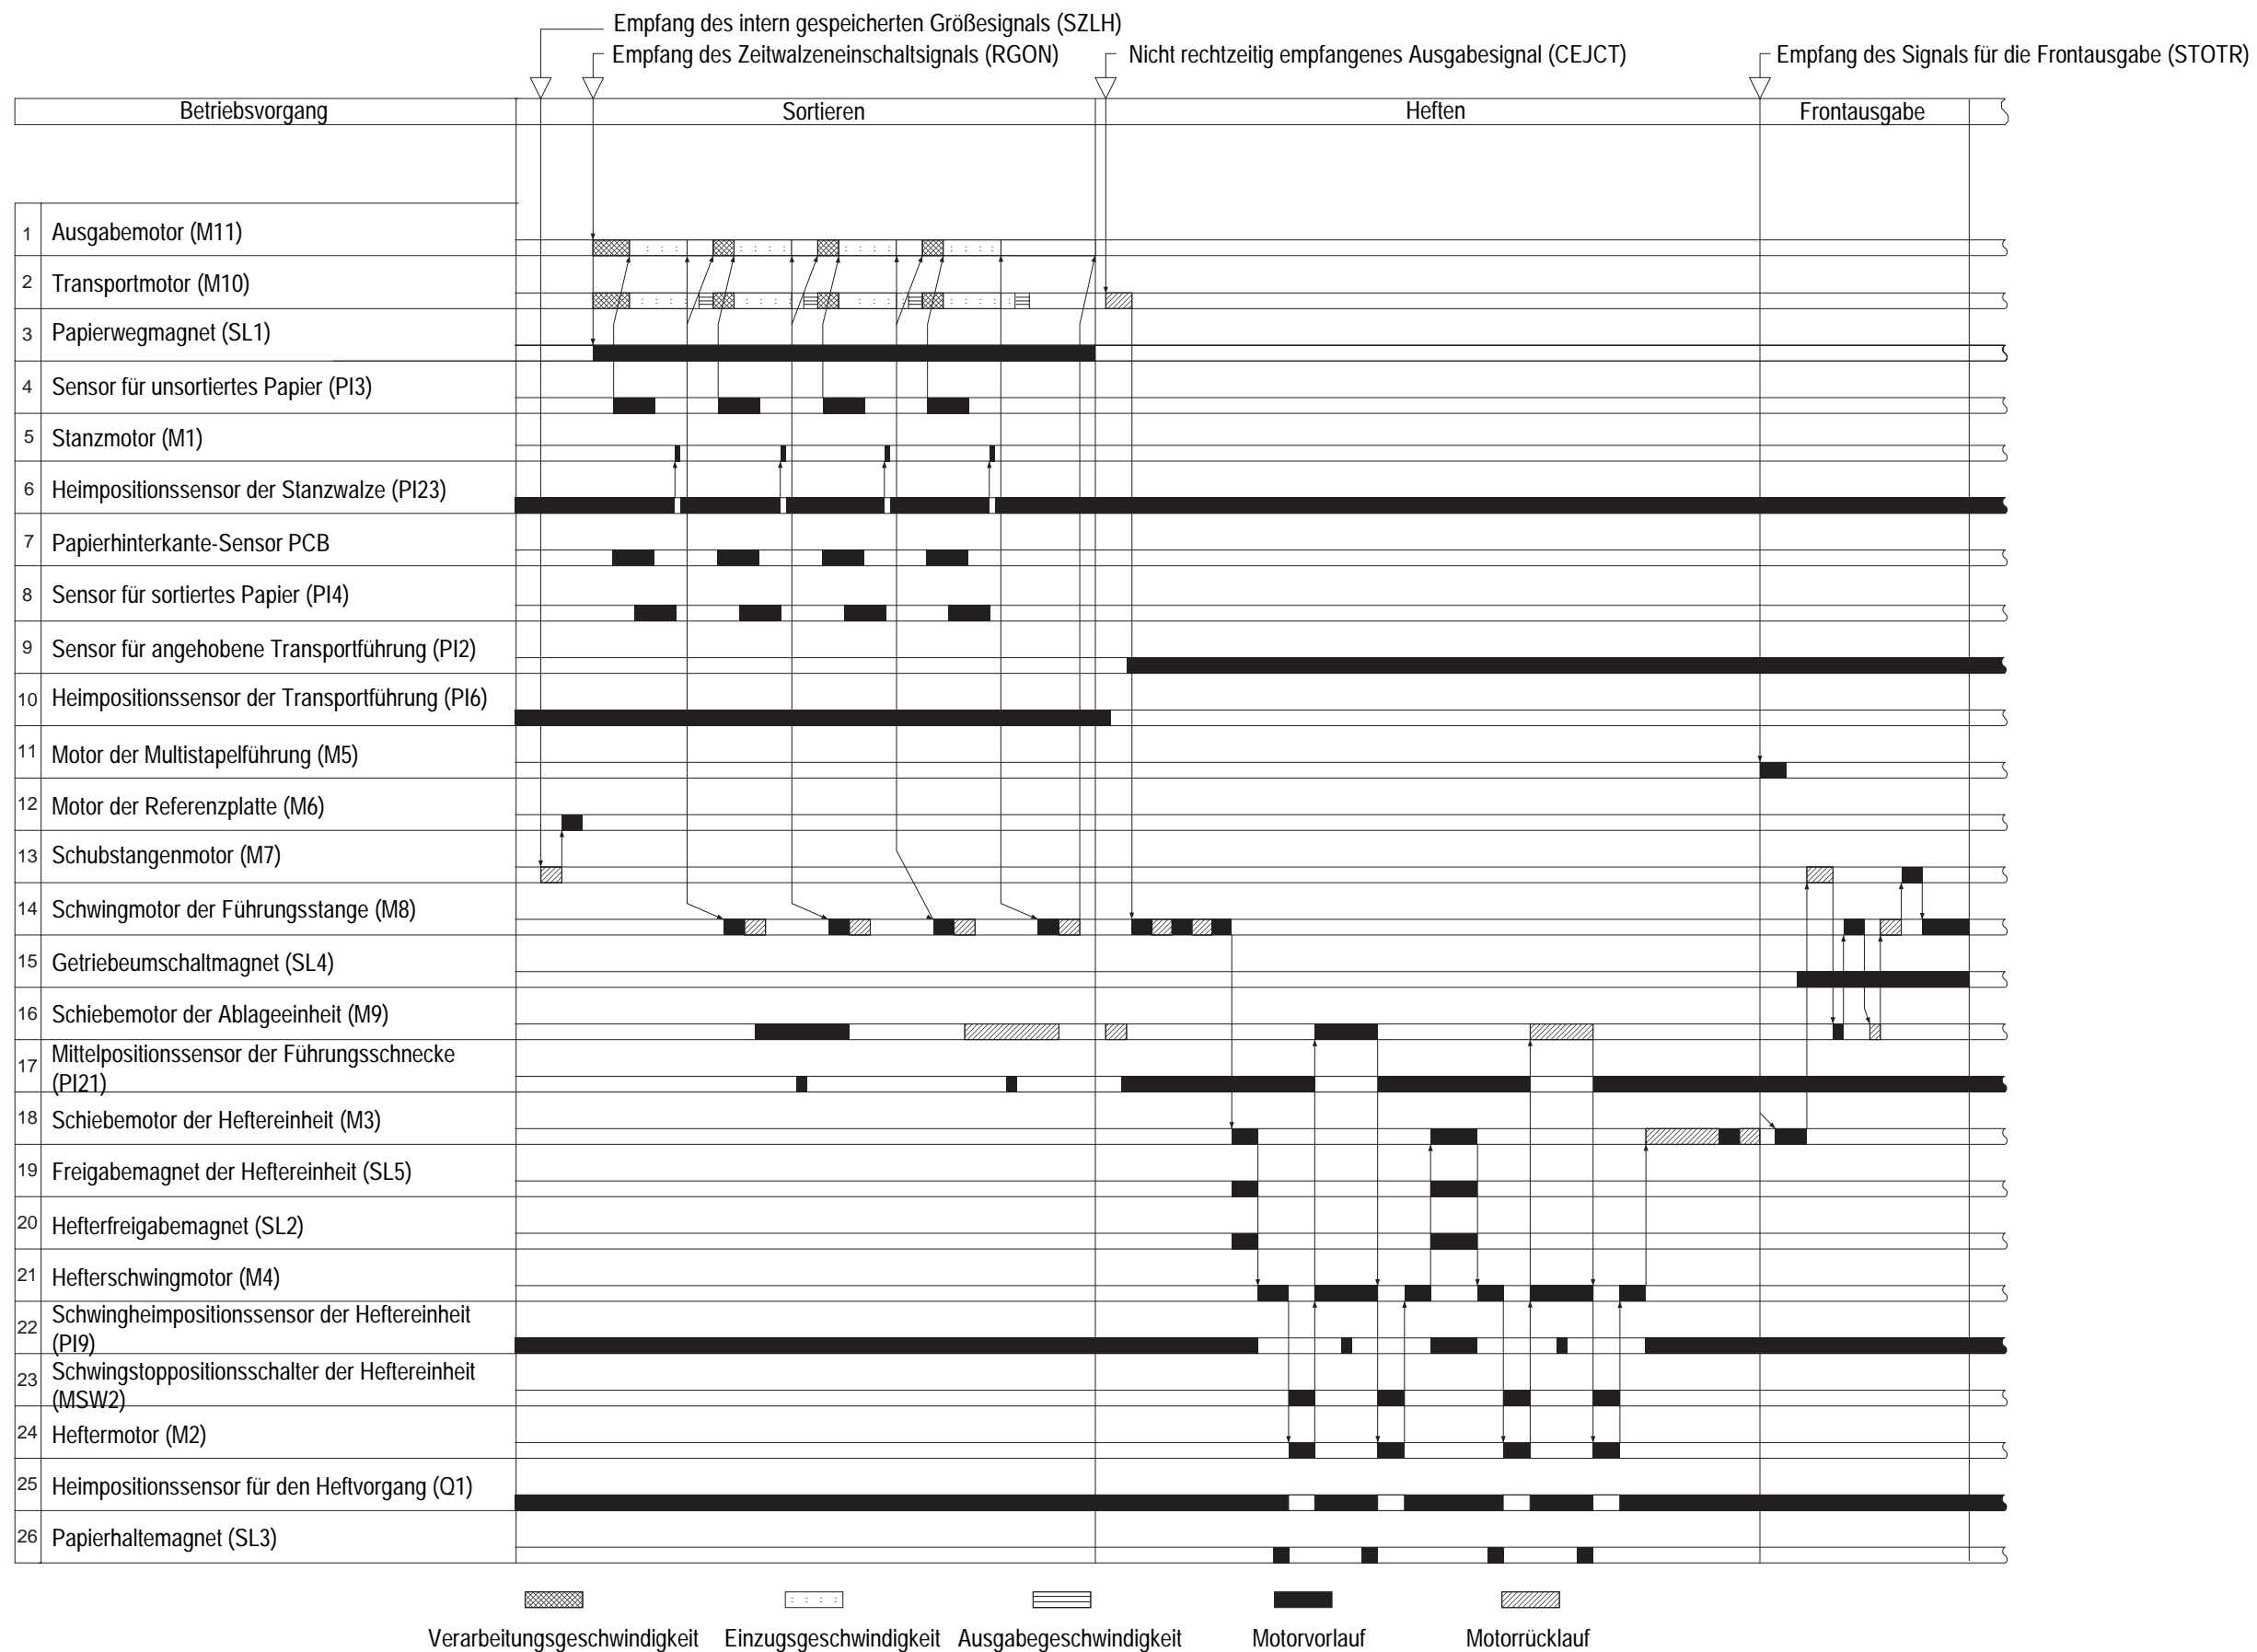 Empfang des intern gespeicherten Größesignals (SZLH)
Empfang des Zeitwalzeneinschaltsignals (RGON)
Nicht rechtzeitig empfangenes Ausgabesignal (CEJCT)
Empfang des Signals für die Frontausgabe (STOTR)
Betriebsvorgang
Sortieren
Heften
Frontausgabe
1 Ausgabemotor (M11)
2 Transportmotor (M10)
3 Papierwegmagnet (SL1)
4 Sensor für unsortiertes Papier (PI3)
5 Stanzmotor (M1)
6 Heimpositionssensor der Stanzwalze (PI23)
7 Papierhinterkante-Sensor PCB
8 Sensor für sortiertes Papier (PI4)
9 Sensor für angehobene Transportführung (PI2)
10 Heimpositionssensor der Transportführung (PI6)
11 Motor der Multistapelführung (M5)
12 Motor der Referenzplatte (M6)
13 Schubstangenmotor (M7)
14 Schwingmotor der Führungsstange (M8)
15 Getriebeumschaltmagnet (SL4)
16 Schiebemotor der Ablageeinheit (M9)
17 Mittelpositionssensor der Führungsschnecke
(PI21)
18 Schiebemotor der Heftereinheit (M3)
19 Freigabemagnet der Heftereinheit (SL5)
20 Hefterfreigabemagnet (SL2)
21 Hefterschwingmotor (M4)
22 Schwingheimpositionssensor der Heftereinheit
(PI9)
23 Schwingstoppositionsschalter der Heftereinheit
(MSW2)
24 Heftermotor (M2)
25 Heimpositionssensor für den Heftvorgang (Q1)
26 Papierhaltemagnet (SL3)
Verarbeitungsgeschwindigkeit
Einzugsgeschwindigkeit
Ausgabegeschwindigkeit
Motorvorlauf
Motorrücklauf